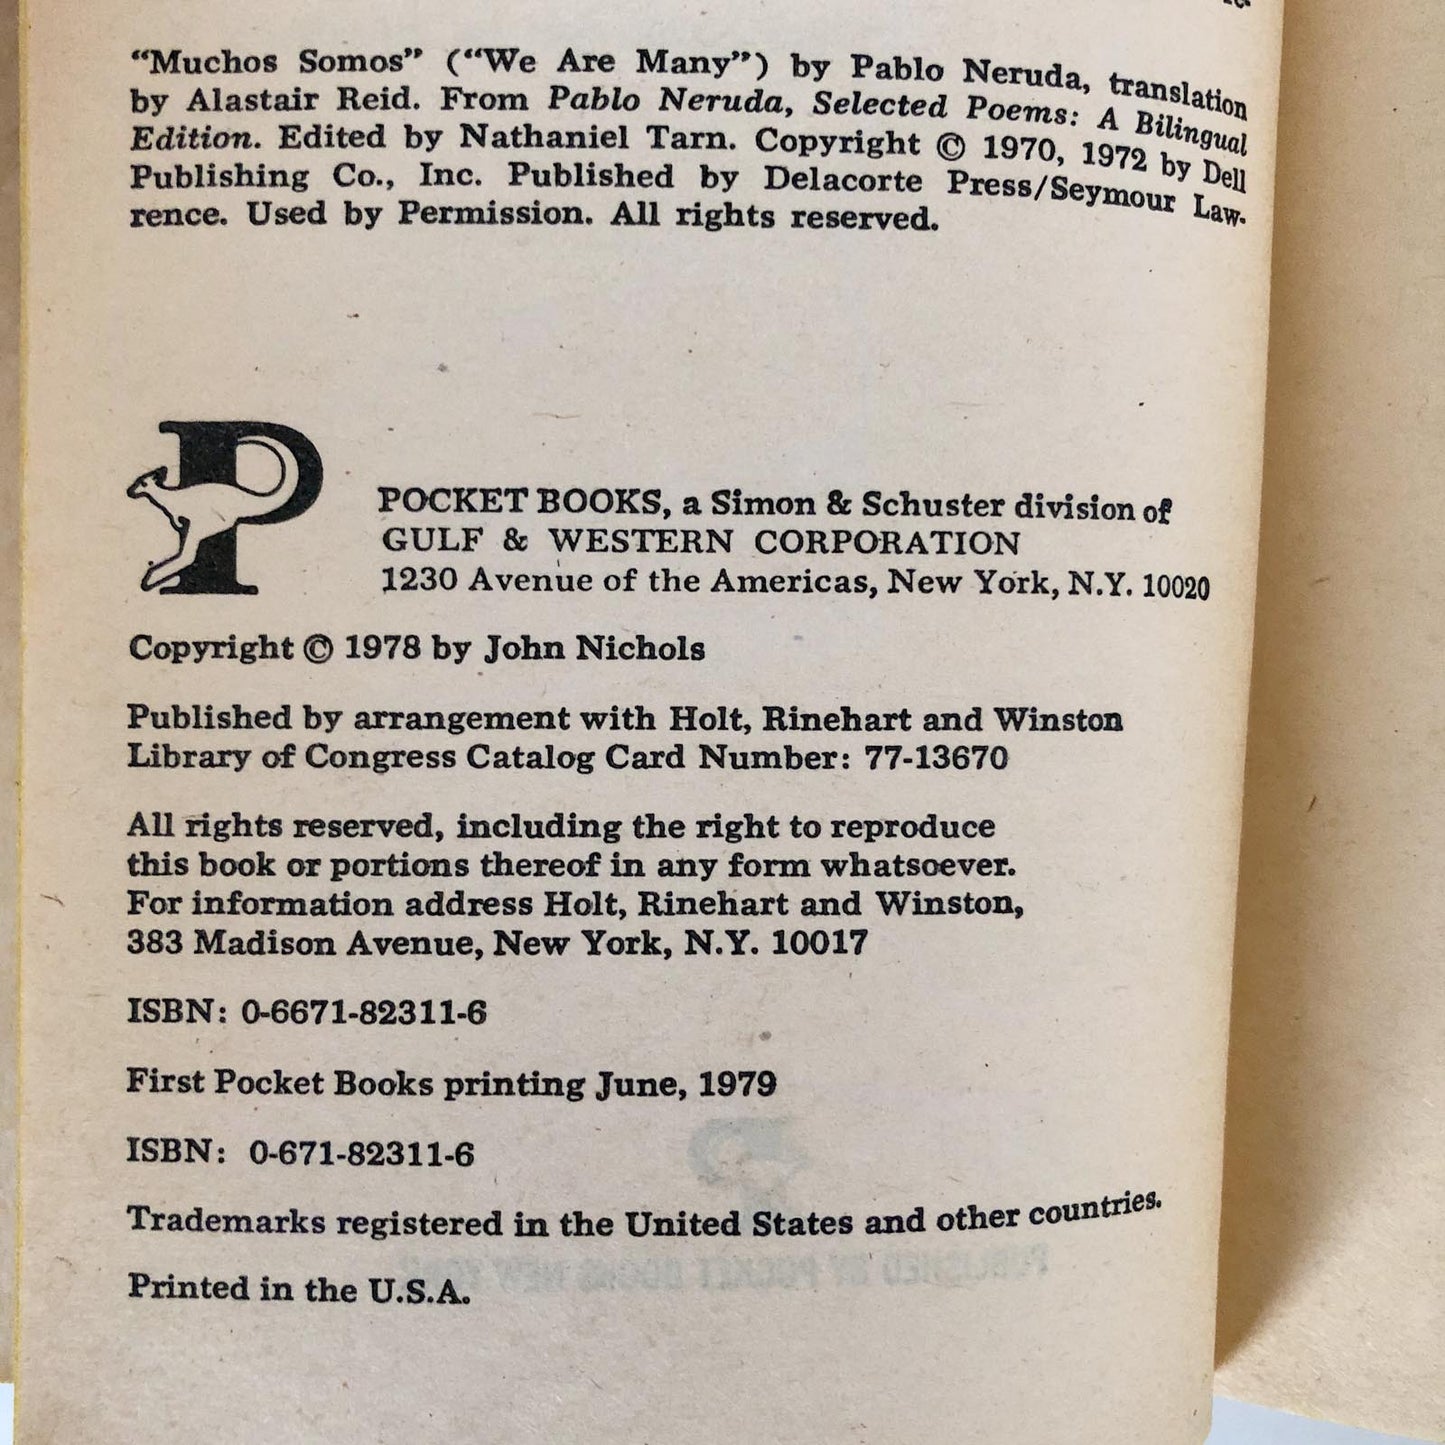 “Muchos Somos” (“We Are Many”) by Pablo Neruda, translation
by Alastair Reid. From Pablo Neruda, Selected Poems: A Bilingual
Edition. Edited by Nathaniel Tarn. Copyright © 1970, 1972 by Dell
Publishing Co., Inc. Published by Delacorte Press/Seymour Law-
rence. Used by Permission. All rights reserved.
P
POCKET BOOKS, a Simon & Schuster division of
GULF & WESTERN CORPORATION
1230 Avenue of the Americas, New York, N.Y. 10020
Copyright © 1978 by John Nichols
Published by arrangement with Holt, Rinehart and Winston
Library of Congress Catalog Card Number: 77-13670
All rights reserved, including the right to reproduce
this book or portions thereof in any form whatsoever.
For information address Holt, Rinehart and Winston,
383 Madison Avenue, New York, N.Y. 10017
ISBN: 0-6671-82311-6
First Pocket Books printing June, 1979
ISBN: 0-671-82311-6
Trademarks registered in the United States and other countries.
Printed in the U.S.A.